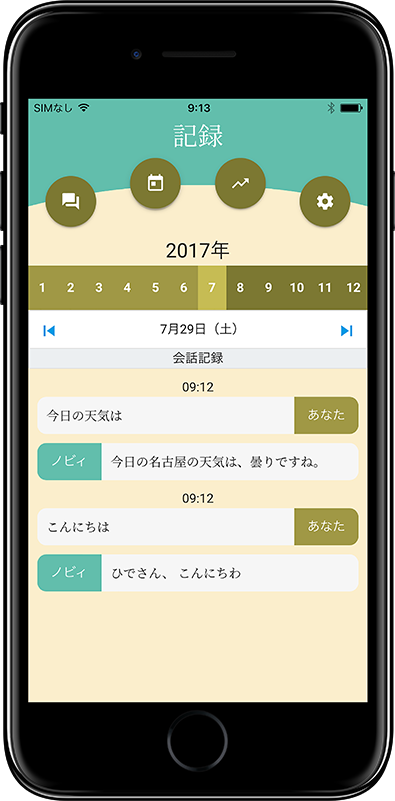 SIMなし 9:13
記録
2017年
1 2 3 4 5 6 7 8 9 10 11 12
7月29日（土）
会話記録
09:12
今日の天気は あなた
ノビィ 今日の名古屋の天気は、曇りですね。
09:12
こんにちは あなた
ノビィ ひでさん、 こんにちわ